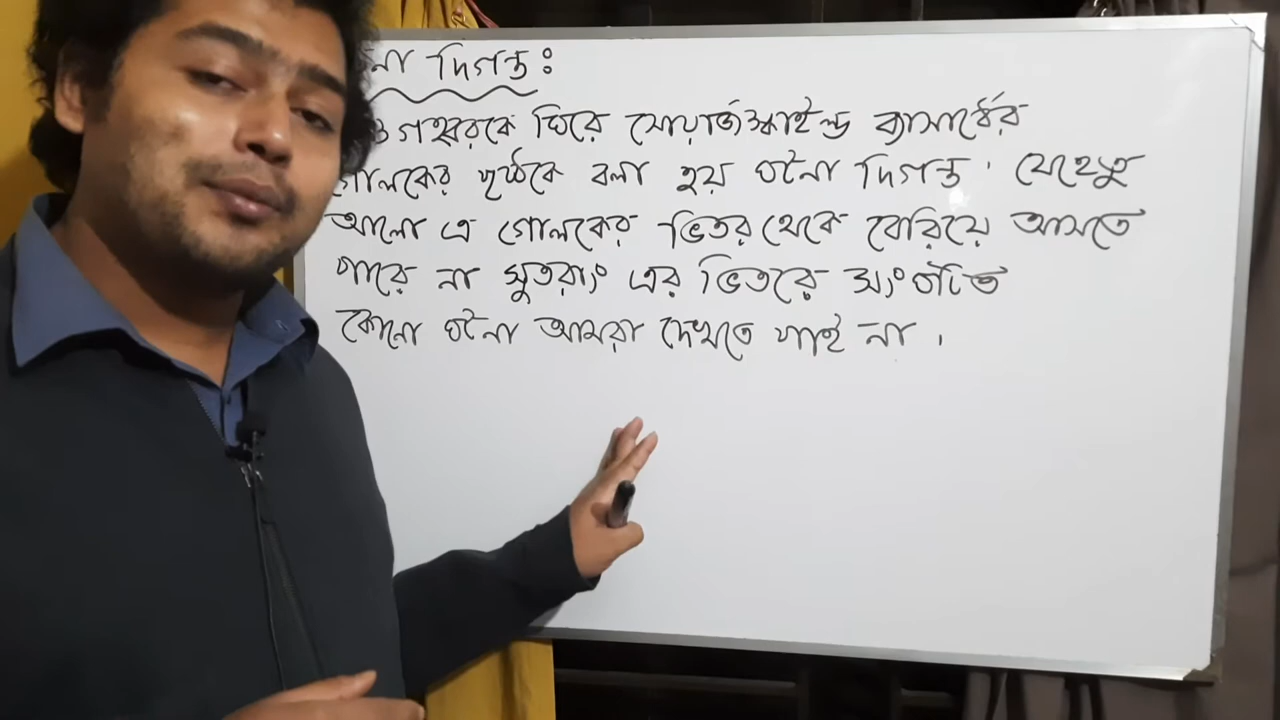 না দিগন্ত :
গহ্বরকে ঘিরে সোয়ার্জস্কাইল্ড ব্যাসার্ধের
গোলকের পৃষ্ঠকে বলা হয় ঘটনা দিগন্ত । যেহেতু
আলো এ গোলকের ভিতর থেকে বেরিয়ে আসতে
পারে না সুতরাং এর ভিতরে সংঘটিত
কোনো ঘটনা আমরা দেখতে পাই না ।